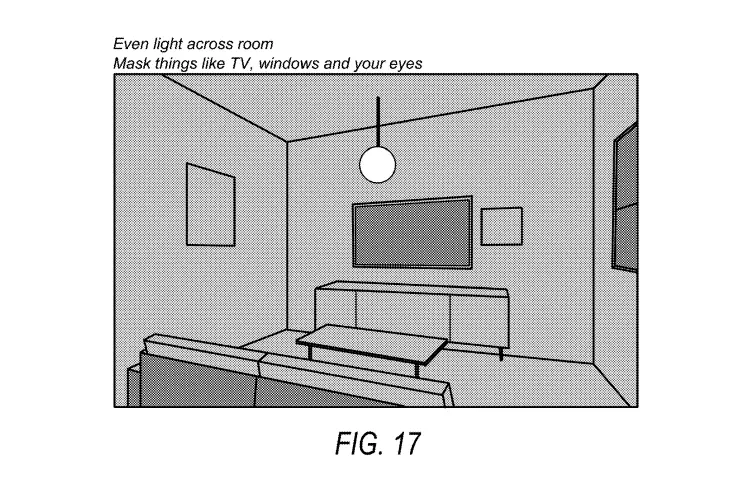 Even light across room
Mask things like TV, windows and your eyes
FIG. 17